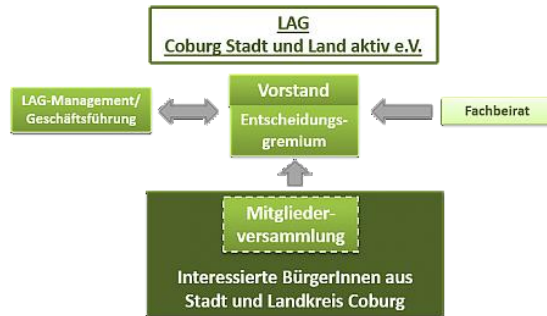 LAG
Coburg Stadt und Land aktiv e.V.
Vorstand
LAG-Management/
Geschäftsführung
Entscheidungs-
gremium
Fachbeirat
Mitglieder-
versammlung
Interessierte BürgerInnen aus
Stadt und Landkreis Coburg